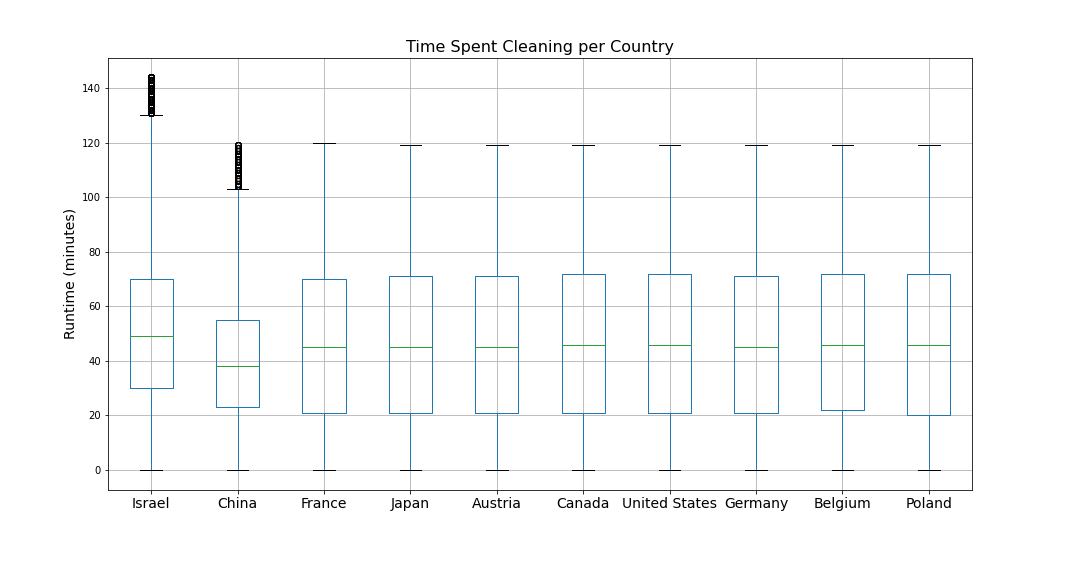 Time Spent Cleaning per Country
Runtime (minutes)
140
120
100
80
60
40
20
0
Israel China France Japan Austria Canada United States Germany Belgium Poland